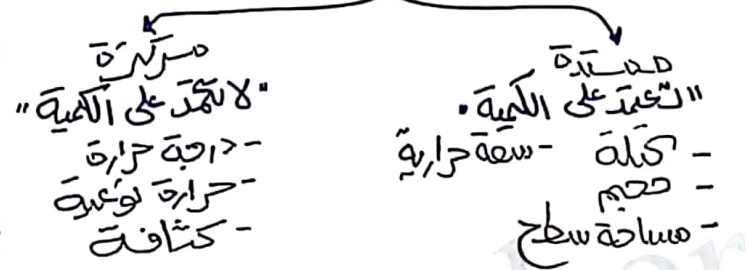 ممتدة
"تعتمد على الكمية"
- كتلة - سعة حرارية
- حجم
- مساحة سطح
مركزة
"لا تعتمد على الكمية"
- درجة حرارة
- حرارة نوعية
- كثافة